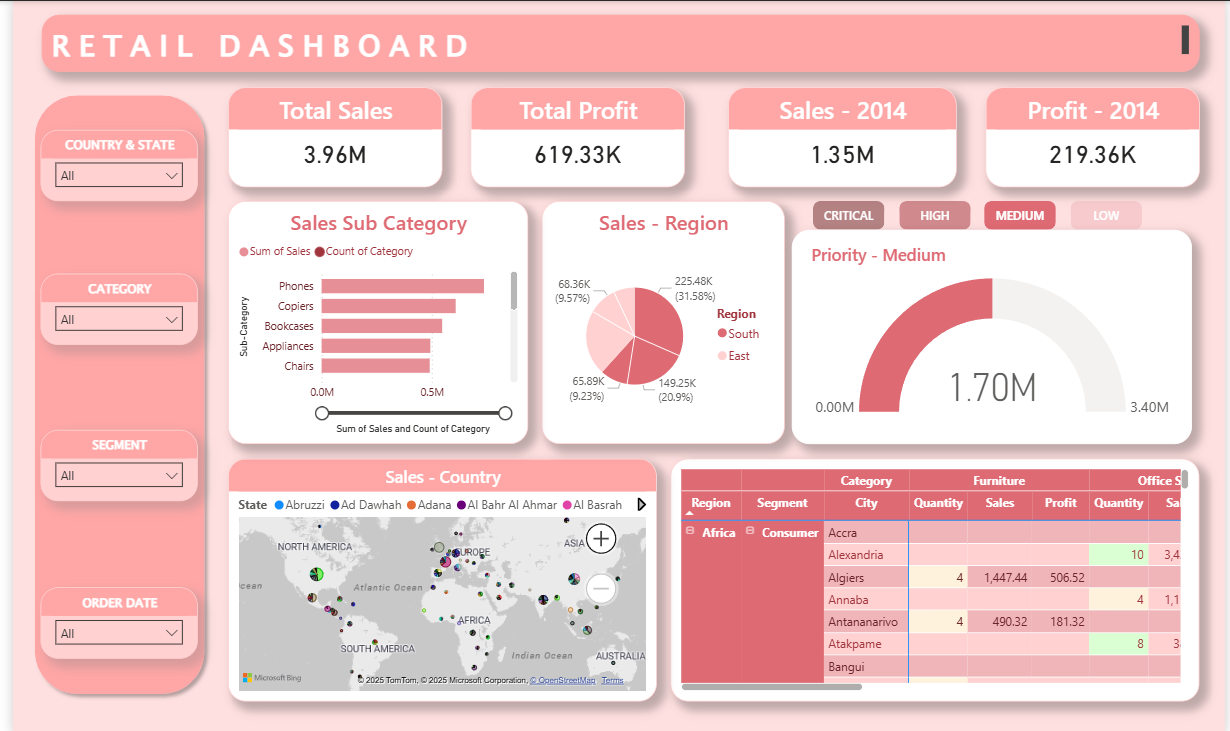 RETAIL DASHBOARD
COUNTRY & STATE
All
CATEGORY
All
SEGMENT
All
ORDER DATE
All
Total Sales
3.96M
Total Profit
619.33K
Sales - 2014
1.35M
Profit - 2014
219.36K
Sales Sub Category
Sum of Sales Count of Category
Sub-Category
Phones
Copiers
Bookcases
Appliances
Chairs
0.0M 0.5M
Sum of Sales and Count of Category
Sales - Region
68.36K
(9.57%)
225.48K
(31.58%)
65.89K
(9.23%)
149.25K
(20.9%)
Region
South
East
CRITICAL HIGH MEDIUM LOW
Priority - Medium
1.70M
0.00M 3.40M
Sales - Country
State Abruzzi Ad Dawhah Adana Al Bahr Al Ahmar Al Basrah
NORTH AMERICA
EUROPE
ASIA
Atlantic Ocean
AFRICA
SOUTH AMERICA
Indian Ocean
AUSTRALIA
Microsoft Bing
© 2025 TomTom, © 2025 Microsoft Corporation, © OpenStreetMap Terms
Category Furniture Office S
Region Segment City Quantity Sales Profit Quantity Sal
Africa Consumer Accra
Alexandria 10 3,4
Algiers 4 1,447.44 506.52
Annaba 4 1,1
Antananarivo 4 490.32 181.32
Atakpame 8 3
Bangui